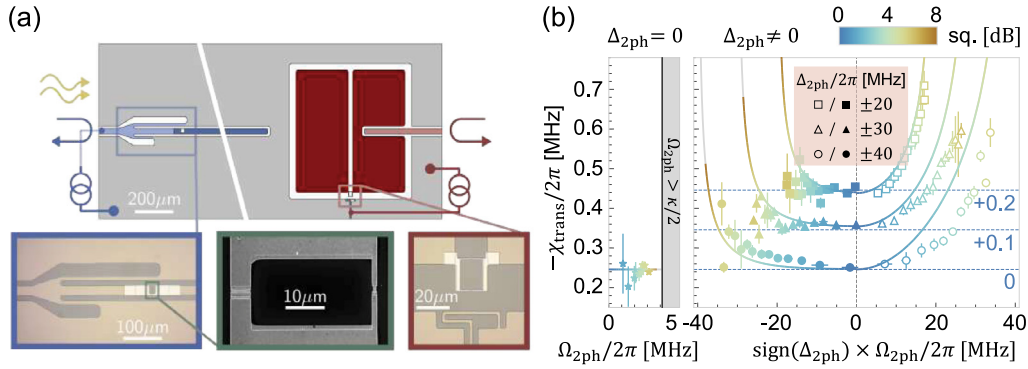 (a)
200μm
100μm
10μm
20μm
(b)
Δ2ph = 0
Δ2ph ≠ 0
0 4 8
sq. [dB]
−χtrans/2π [MHz]
0.7
0.6
0.5
0.4
0.3
0.2
Ω2ph > κ/2
Δ2ph/2π [MHz]
□ / ■ ±20
△ / ▲ ±30
○ / ● ±40
+0.2
+0.1
0
0 5
-40 -20 0 20 40
Ω2ph/2π [MHz]
sign(Δ2ph) × Ω2ph/2π [MHz]